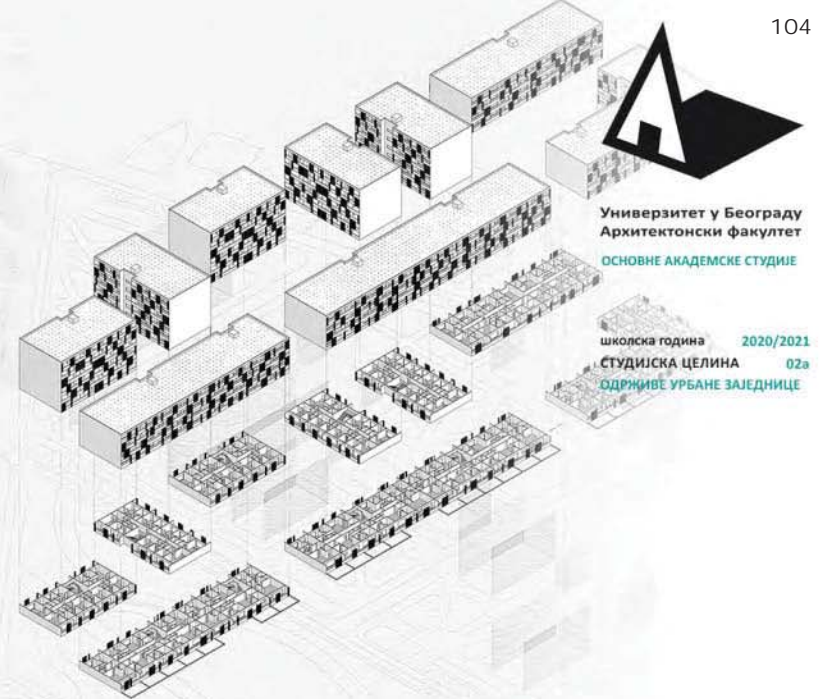 104
Универзитет у Београду
Архитектонски факултет
ОСНОВНЕ АКАДЕМСКЕ СТУДИЈЕ
школска година 2020/2021
СТУДИЈСКА ЦЕЛИНА 02а
ОДРЖИВЕ УРБАНЕ ЗАЈЕДНИЦЕ